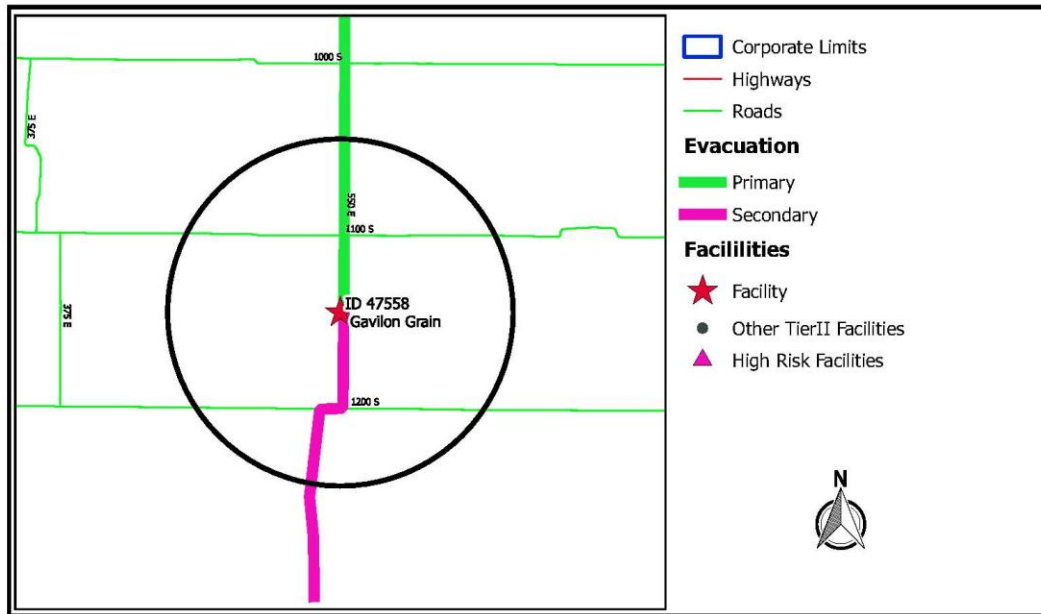 1000 S
375 E
550 E
1100 S
375 E
ID 47558
Gavilon Grain
1200 S
Corporate Limits
Highways
Roads
Evacuation
Primary
Secondary
Facililities
Facility
Other TierII Facilities
High Risk Facilities
N